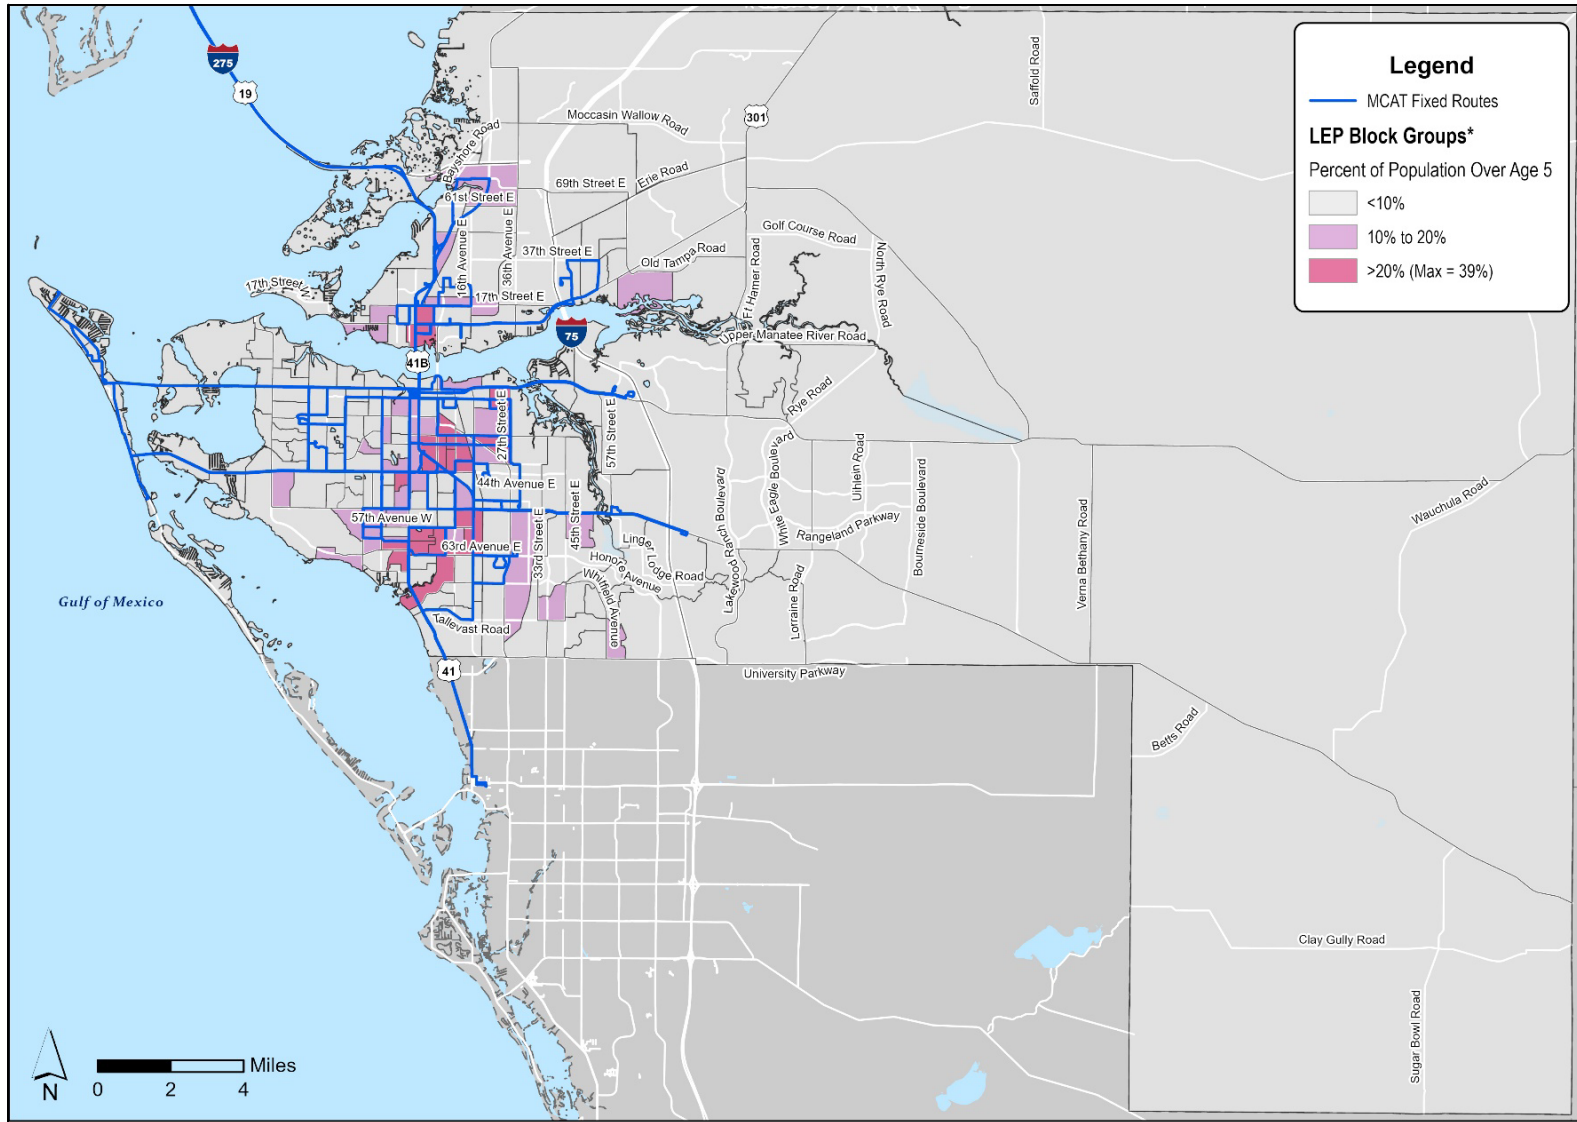 275
19
Saffold Road
Legend
MCAT Fixed Routes
LEP Block Groups*
Percent of Population Over Age 5
<10%
10% to 20%
>20% (Max = 39%)
301
Moccasin Wallow Road
Bayshore Road
69th Street E
Erie Road
61st Street E
16th Avenue E
36th Avenue E
37th Street E
Old Tampa Road
Golf Course Road
Ft Hamer Road
North Rye Road
17th Street W
17th Street E
75
Upper Manatee River Road
41B
Rye Road
27th Street E
57th Street E
44th Avenue E
45th Street E
33rd Street E
57th Avenue W
63rd Avenue E
Linger Lodge Road
Honore Avenue
Whitfield Avenue
Lakewood Ranch Boulevard
White Eagle Boulevard
Uihlein Road
Rangeland Parkway
Bourneside Boulevard
Lorraine Road
Verna Bethany Road
Wauchula Road
Gulf of Mexico
Tallevast Road
41
University Parkway
Betts Road
Clay Gully Road
Sugar Bowl Road
N
0 2 4 Miles